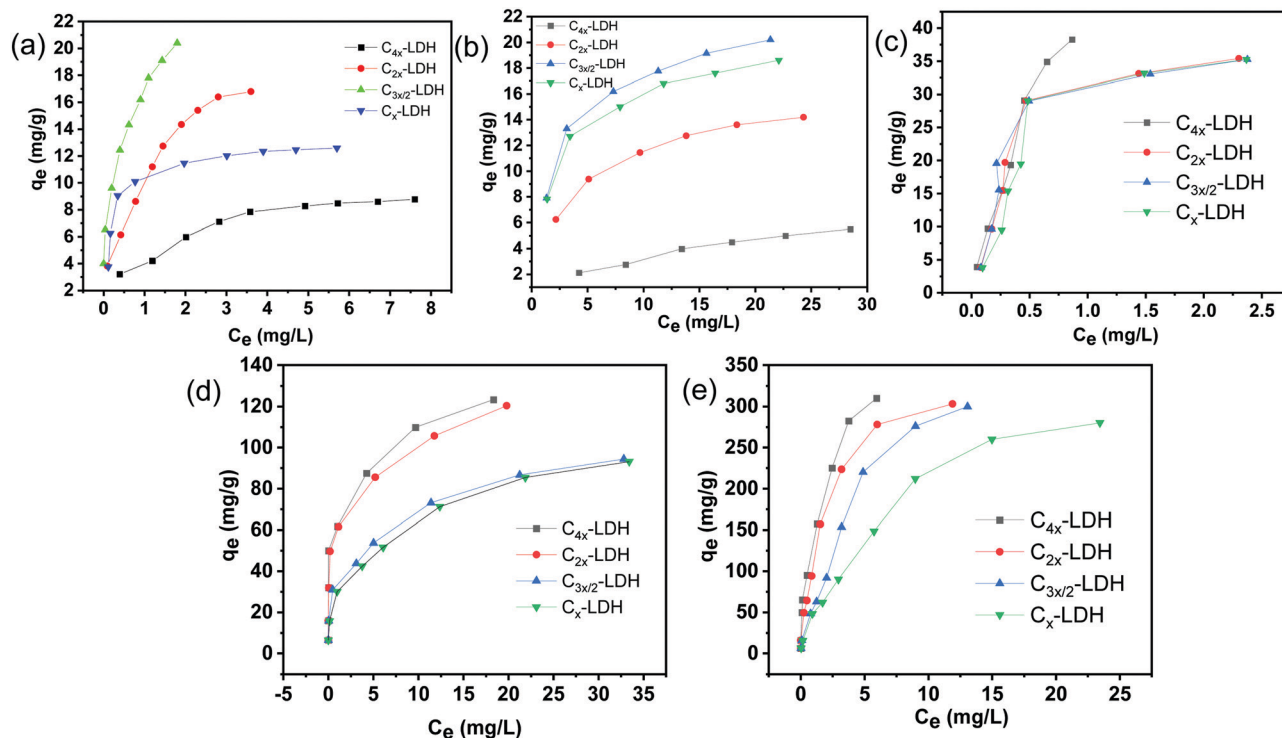 (a)
22
20
18
16
14
12
10
8
6
4
2
qe (mg/g)
C4x-LDH
C2x-LDH
C3x/2-LDH
Cx-LDH
0 1 2 3 4 5 6 7 8
Ce (mg/L)
(b)
22
20
18
16
14
12
10
8
6
4
2
qe (mg/g)
C4x-LDH
C2x-LDH
C3x/2-LDH
Cx-LDH
0 5 10 15 20 25 30
Ce (mg/L)
(c)
40
35
30
25
20
15
10
5
0
qe (mg/g)
C4x-LDH
C2x-LDH
C3x/2-LDH
Cx-LDH
0.0 0.5 1.0 1.5 2.0 2.5
Ce (mg/L)
(d)
140
120
100
80
60
40
20
0
qe (mg/g)
C4x-LDH
C2x-LDH
C3x/2-LDH
Cx-LDH
-5 0 5 10 15 20 25 30 35
Ce (mg/L)
(e)
350
300
250
200
150
100
50
0
qe (mg/g)
C4x-LDH
C2x-LDH
C3x/2-LDH
Cx-LDH
0 5 10 15 20 25
Ce (mg/L)